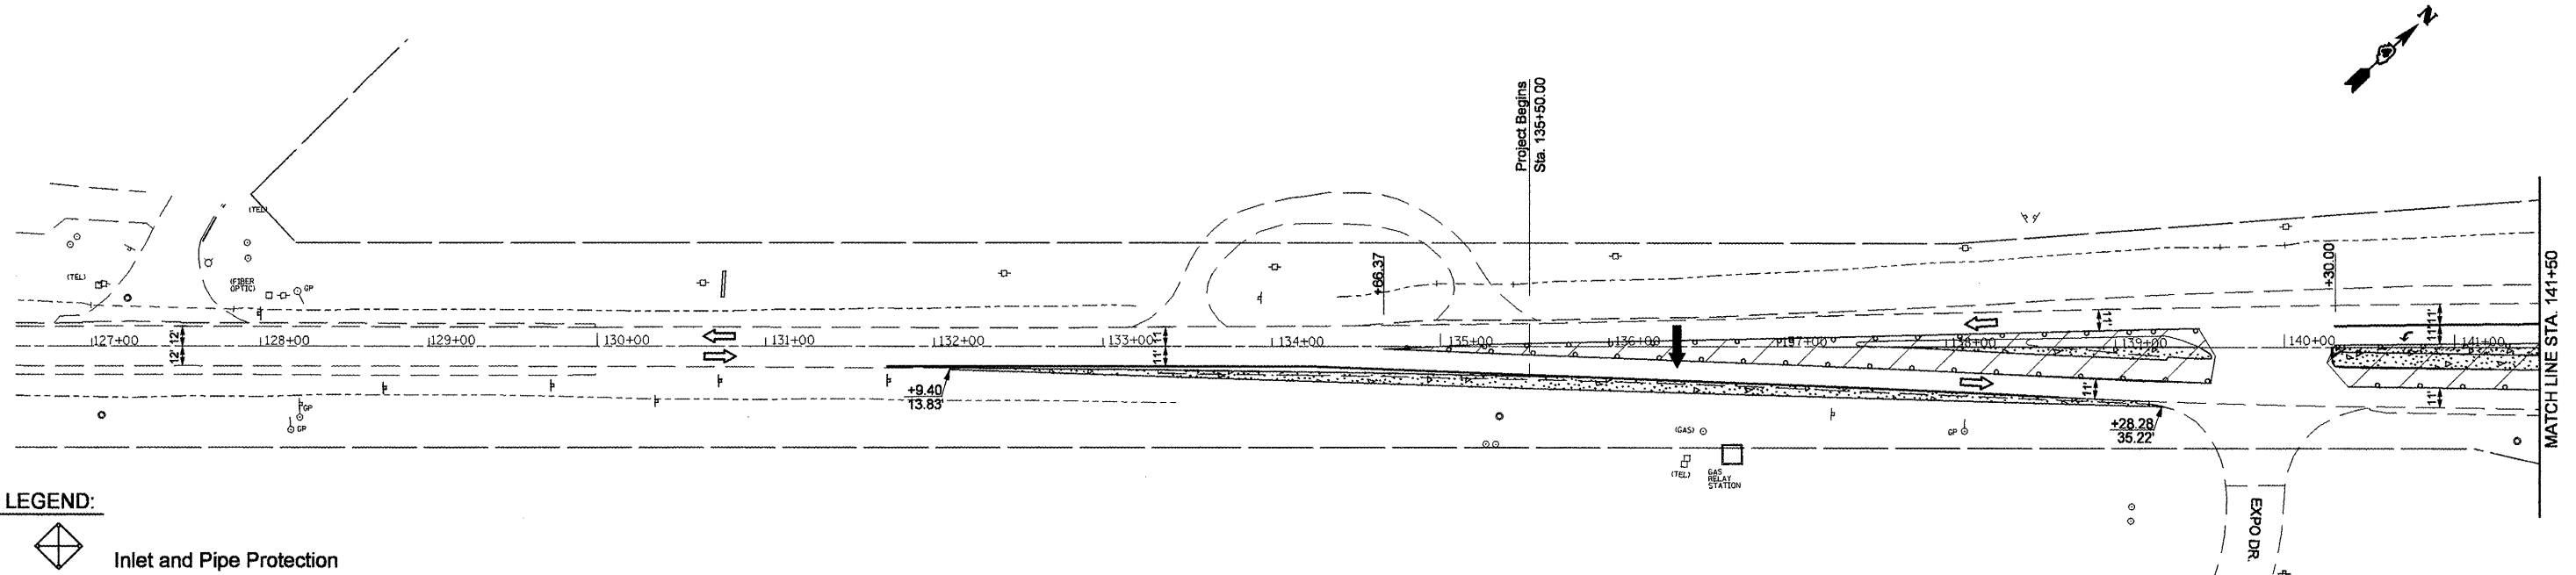 N
Project Begins
Sta. 135+50.00
(TEL)
(TEL)
(FIBER
OPTIC)
GP
+66.37
+30.00
12' 12'
127+00
128+00
129+00
130+00
131+00
132+00
133+00
134+00
135+00
136+00
137+00
138+00
139+00
140+00
141+00
11' 11'
11'
11' 11'
11'
11'
+9.40
13.83'
+28.28
35.22'
GP
GP
(GAS)
GP
(TEL)
GAS
RELAY
STATION
EXPO DR.
MATCH LINE STA. 141+50
LEGEND:
Inlet and Pipe Protection